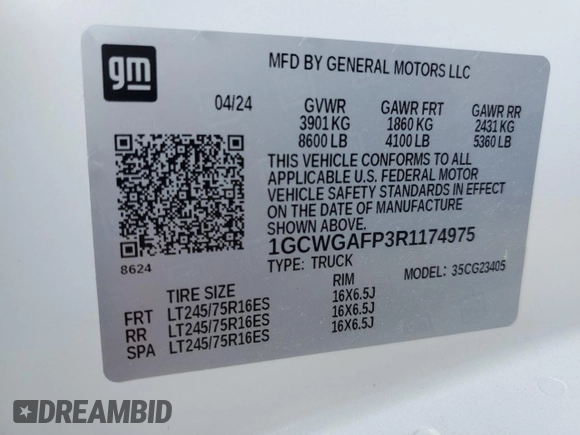 gm
MFD BY GENERAL MOTORS LLC
04/24 GVWR GAWR FRT GAWR RR
3901 KG 1860 KG 2431 KG
8600 LB 4100 LB 5360 LB
THIS VEHICLE CONFORMS TO ALL
APPLICABLE U.S. FEDERAL MOTOR
VEHICLE SAFETY STANDARDS IN EFFECT
ON THE DATE OF MANUFACTURE
SHOWN ABOVE.
1GCWGAFP3R1174975
8624 TYPE: TRUCK MODEL: 35CG23405
TIRE SIZE RIM
FRT LT245/75R16ES 16X6.5J
RR LT245/75R16ES 16X6.5J
SPA LT245/75R16ES 16X6.5J
DREAMBID